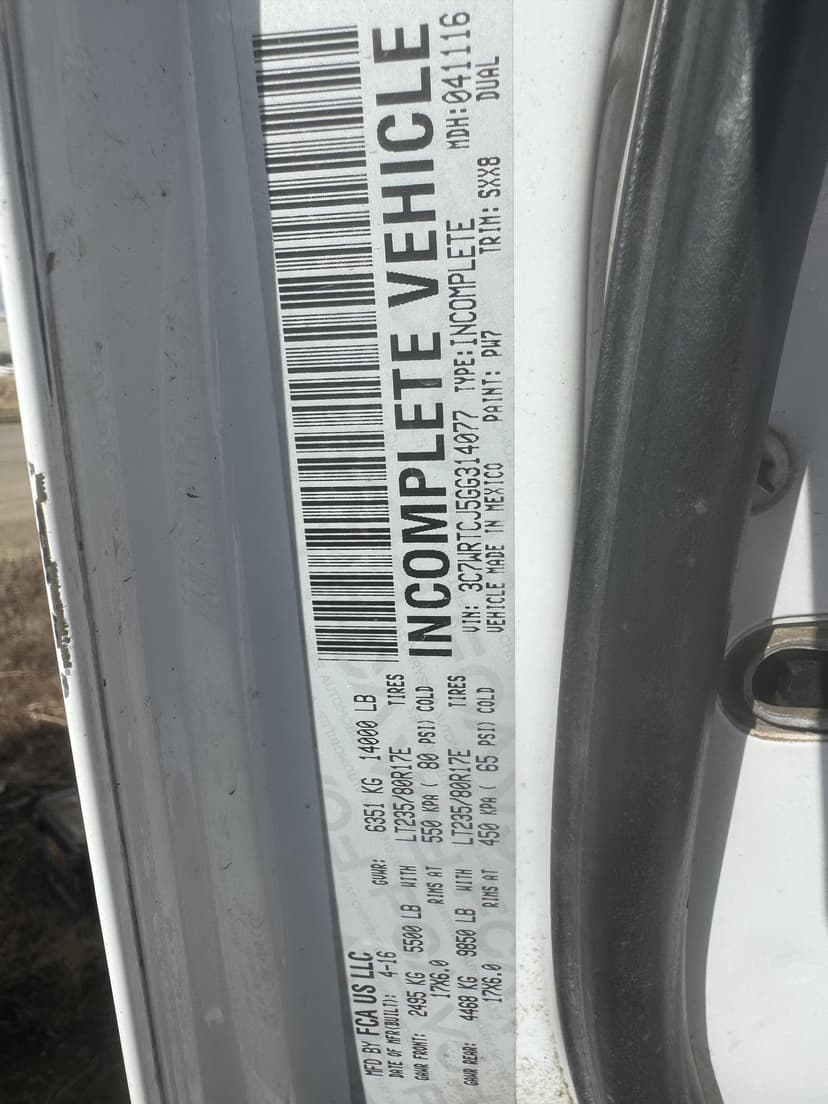 MFD BY FCA US LLC
DATE OF MFR(BUILT): 4-16 GVWR: 6351 KG 14000 LB
GAWR FRONT: 2495 KG 5500 LB WITH LT235/80R17E TIRES
17X6.0 RIMS AT 550 KPA ( 80 PSI) COLD
GAWR REAR: 4468 KG 9850 LB WITH LT235/80R17E TIRES
17X6.0 RIMS AT 450 KPA ( 65 PSI) COLD
INCOMPLETE VEHICLE
VIN: 3C7WRTCJ5GG314077 TYPE:INCOMPLETE MDH:041116
VEHICLE MADE IN MEXICO PAINT: PW7 TRIM: SXX8 DUAL